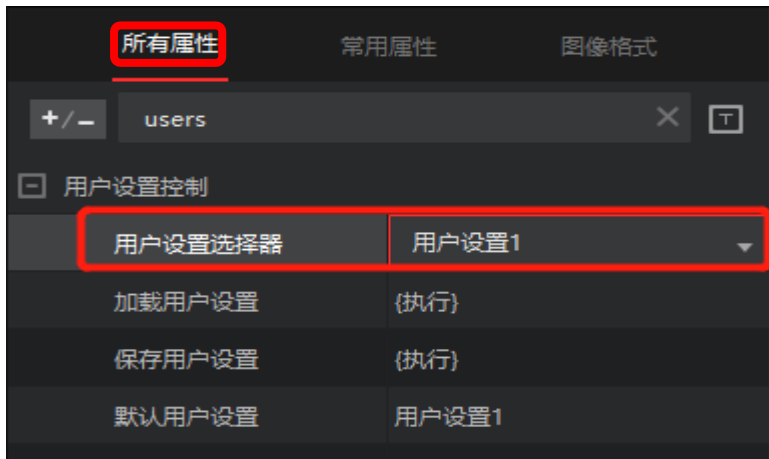 所有属性 常用属性 图像格式
+/- users
用户设置控制
用户设置选择器 用户设置1
加载用户设置 {执行}
保存用户设置 {执行}
默认用户设置 用户设置1